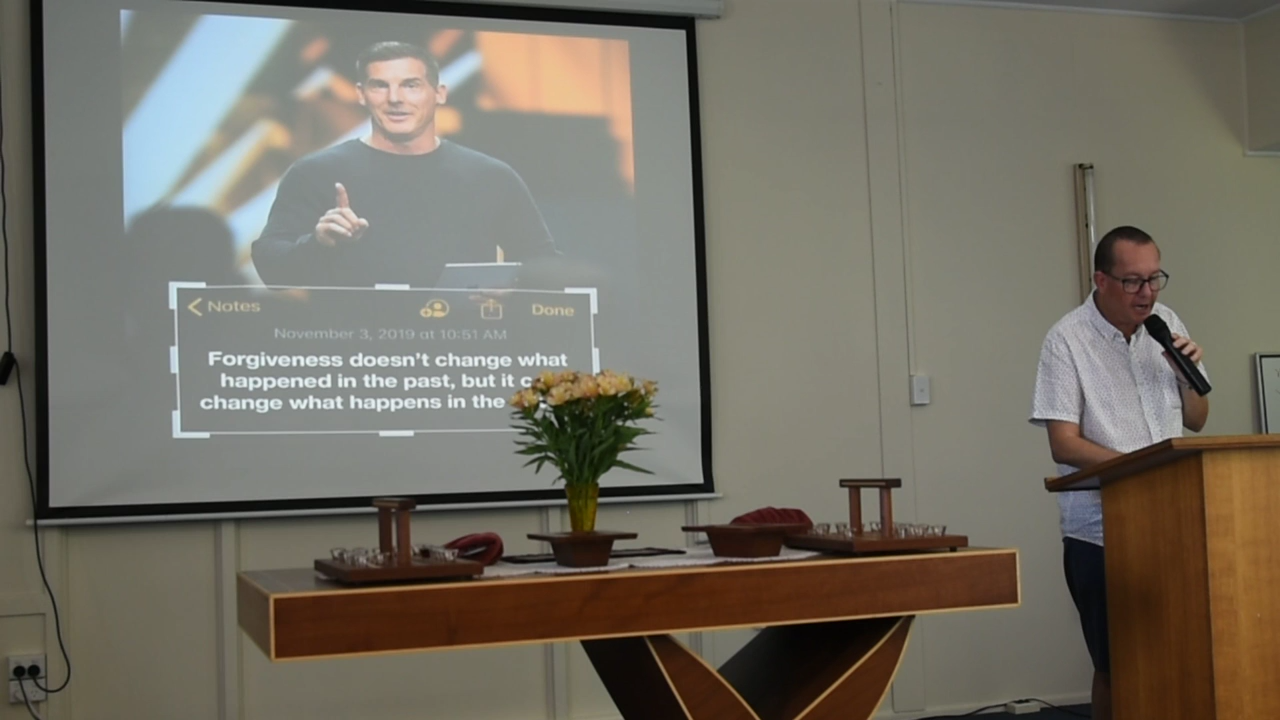 Notes
Done
November 3, 2019 at 10:51 AM
Forgiveness doesn't change what
happened in the past, but it
change what happens in the